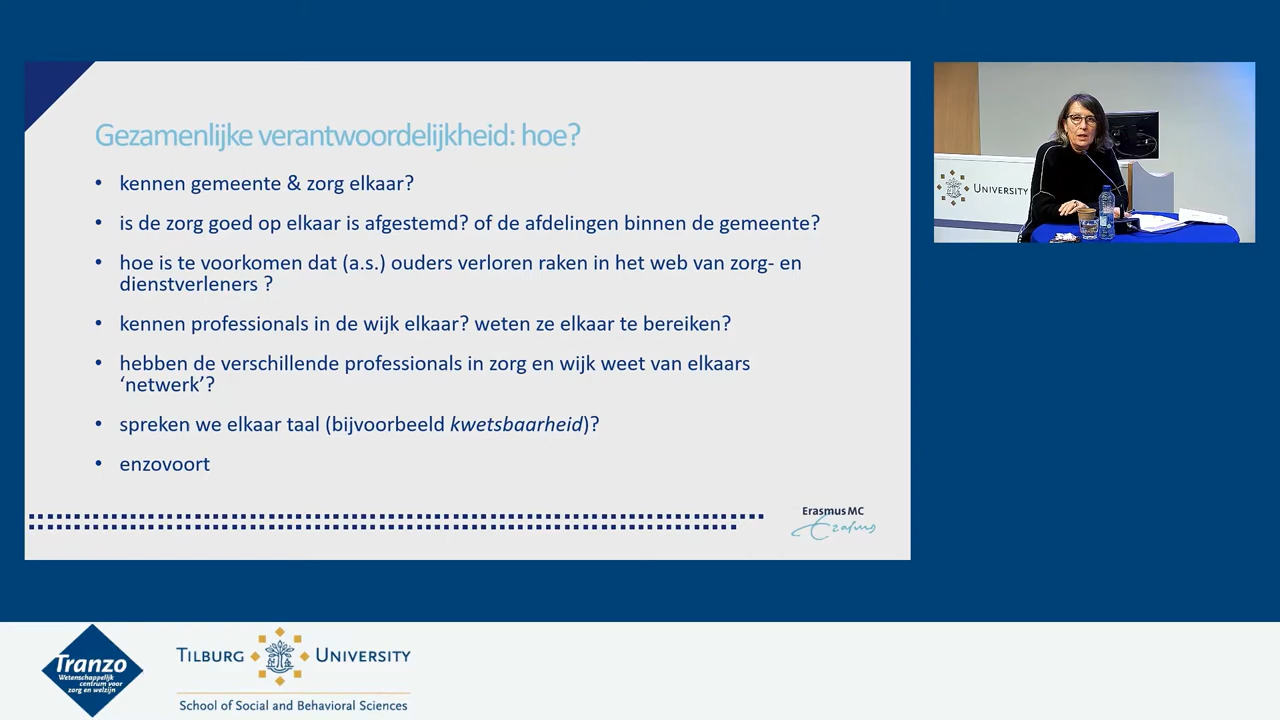 Gezamenlijke verantwoordelijkheid: hoe?
• kennen gemeente & zorg elkaar?
• is de zorg goed op elkaar is afgestemd? of de afdelingen binnen de gemeente?
• hoe is te voorkomen dat (a.s.) ouders verloren raken in het web van zorg- en
dienstverleners ?
• kennen professionals in de wijk elkaar? weten ze elkaar te bereiken?
• hebben de verschillende professionals in zorg en wijk weet van elkaars
‘netwerk’?
• spreken we elkaar taal (bijvoorbeeld kwetsbaarheid)?
• enzovoort
Erasmus MC
Erasmus
UNIVERSITY
Tranzo
Wetenschappelijk
centrum voor
zorg en welzijn
TILBURG UNIVERSITY
School of Social and Behavioral Sciences